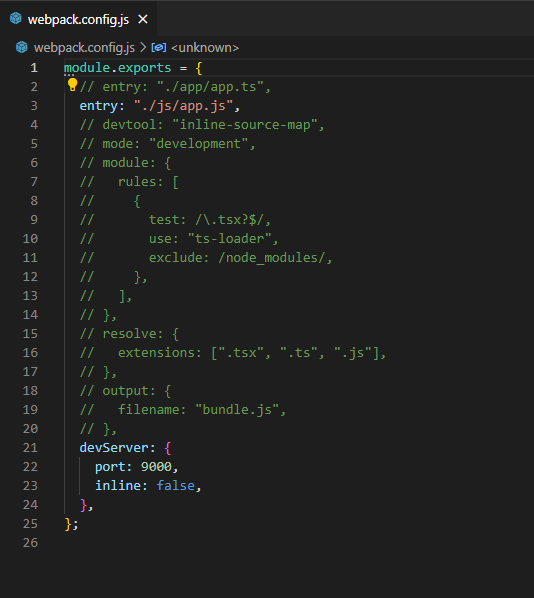 webpack.config.js
webpack.config.js > <unknown>
1 module.exports = {
2 // entry: "./app/app.ts",
3 entry: "./js/app.js",
4 // devtool: "inline-source-map",
5 // mode: "development",
6 // module: {
7 //   rules: [
8 //     {
9 //       test: /\.tsx?$/,
10 //       use: "ts-loader",
11 //       exclude: /node_modules/,
12 //     },
13 //   ],
14 // },
15 // resolve: {
16 //   extensions: [".tsx", ".ts", ".js"],
17 // },
18 // output: {
19 //   filename: "bundle.js",
20 // },
21 devServer: {
22   port: 9000,
23   inline: false,
24 },
25 };
26